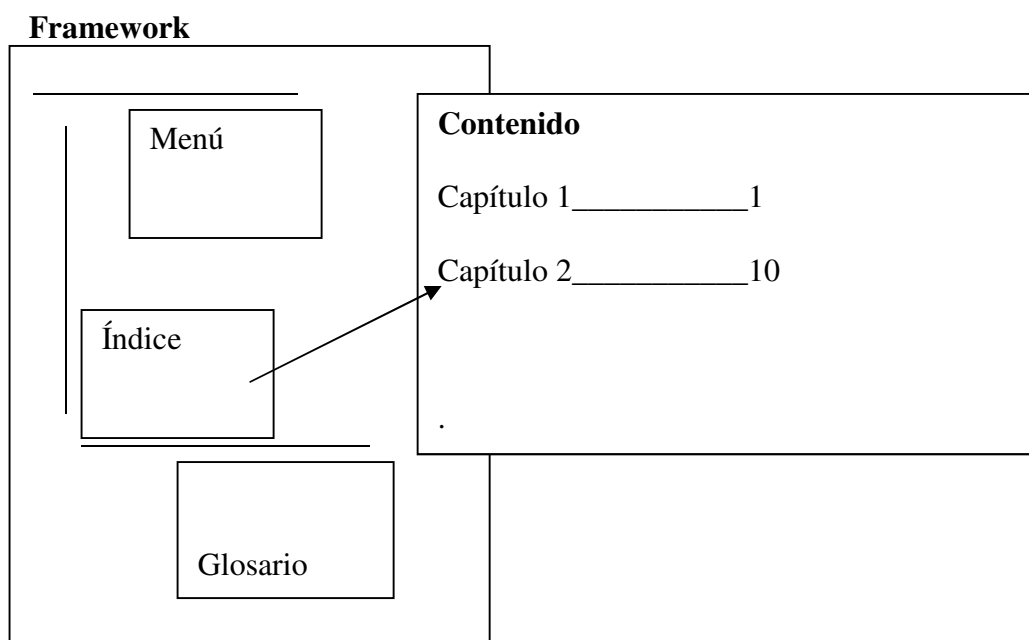 Framework
Menú
Contenido
Capítulo 1___________1
Capítulo 2___________10
Índice
.
Glosario